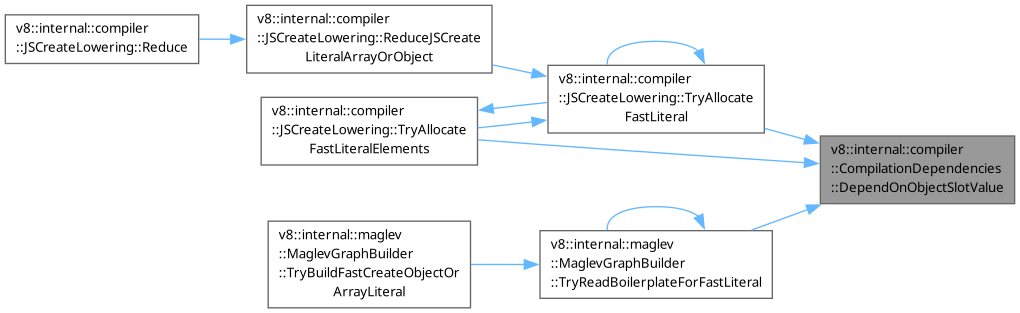 v8::internal::compiler
::JSCreateLowering::Reduce
v8::internal::compiler
::JSCreateLowering::ReduceJSCreate
LiteralArrayOrObject
v8::internal::compiler
::JSCreateLowering::TryAllocate
FastLiteral
v8::internal::compiler
::JSCreateLowering::TryAllocate
FastLiteralElements
v8::internal::compiler
::CompilationDependencies
::DependOnObjectSlotValue
v8::internal::maglev
::MaglevGraphBuilder
::TryBuildFastCreateObjectOr
ArrayLiteral
v8::internal::maglev
::MaglevGraphBuilder
::TryReadBoilerplateForFastLiteral